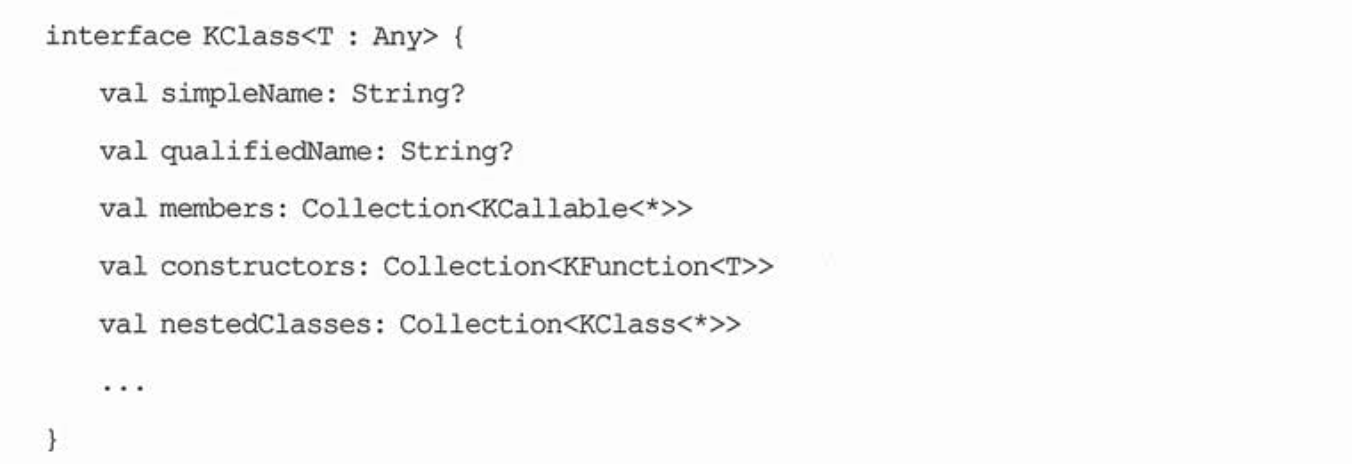 interface KClass<T : Any> {
val simpleName: String?
val qualifiedName: String?
val members: Collection<KCallable<*>>
val constructors: Collection<KFunction<T>>
val nestedClasses: Collection<KClass<*>>
...
}